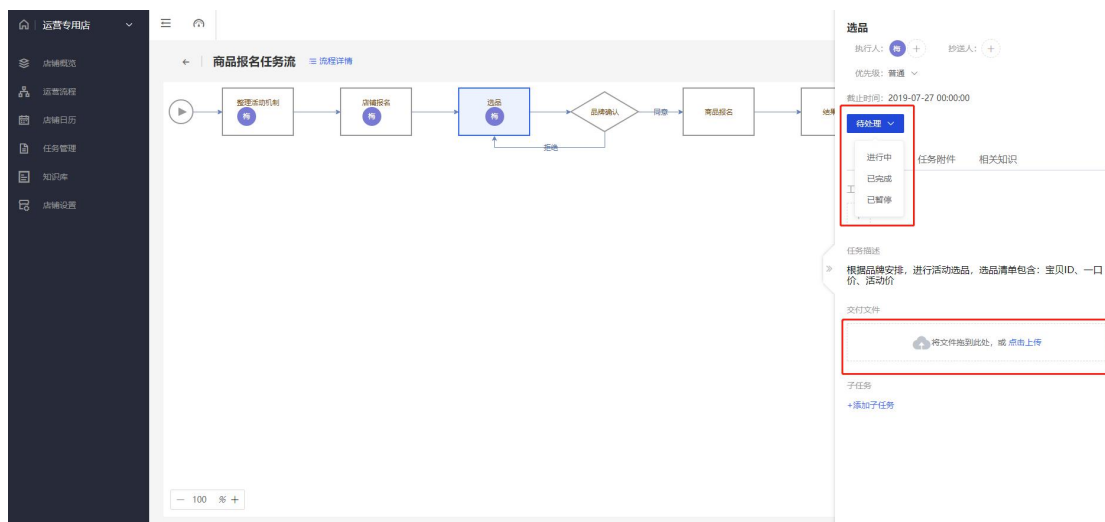 运营专用店
店铺概览
运营流程
店铺日历
任务管理
知识库
店铺设置
商品报名任务流
流程详情
整理活动机制
梅
店铺报名
梅
选品
梅
品牌确认
同意
商品报名
拒绝
— 100 % +
选品
执行人: 梅 + 抄送人: +
优先级: 普通
截止时间: 2019-07-27 00:00:00
待处理
进行中
已完成
已暂停
任务附件 相关知识
任务描述
根据品牌安排，进行活动选品，选品清单包含：宝贝ID、一口
价、活动价
交付文件
将文件拖到此处，或 点击上传
子任务
+添加子任务